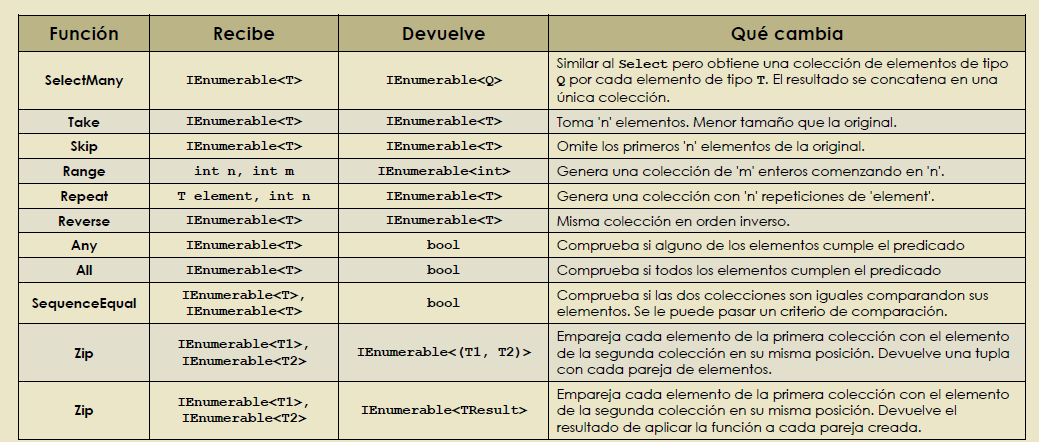 Función Recibe Devuelve Qué cambia
SelectMany IEnumerable<T> IEnumerable<Q> Similar al Select pero obtiene una colección de elementos de tipo
Q por cada elemento de tipo T. El resultado se concatena en una
única colección.
Take IEnumerable<T> IEnumerable<T> Toma 'n' elementos. Menor tamaño que la original.
Skip IEnumerable<T> IEnumerable<T> Omite los primeros 'n' elementos de la original.
Range int n, int m IEnumerable<int> Genera una colección de 'm' enteros comenzando en 'n'.
Repeat T element, int n IEnumerable<T> Genera una colección con 'n' repeticiones de 'element'.
Reverse IEnumerable<T> IEnumerable<T> Misma colección en orden inverso.
Any IEnumerable<T> bool Comprueba si alguno de los elementos cumple el predicado
All IEnumerable<T> bool Comprueba si todos los elementos cumplen el predicado
SequenceEqual IEnumerable<T>, IEnumerable<T> bool Comprueba si las dos colecciones son iguales comparandon sus
elementos. Se le puede pasar un criterio de comparación.
Zip IEnumerable<T1>, IEnumerable<T2> IEnumerable<(T1, T2)> Empareja cada elemento de la primera colección con el elemento
de la segunda colección en su misma posición. Devuelve una tupla
con cada pareja de elementos.
Zip IEnumerable<T1>, IEnumerable<T2> IEnumerable<TResult> Empareja cada elemento de la primera colección con el elemento
de la segunda colección en su misma posición. Devuelve el
resultado de aplicar la función a cada pareja creada.